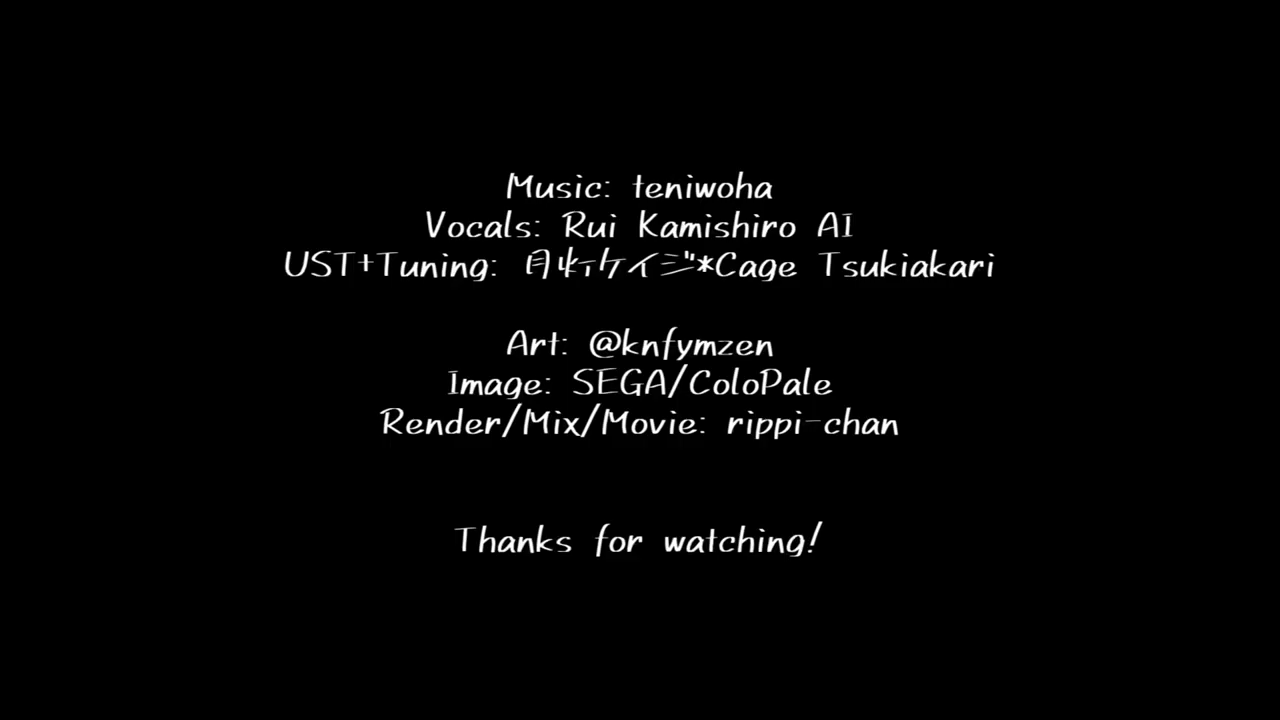 Music: teniwoha
Vocals: Rui Kamishiro AI
UST+Tuning: 月灯ケイジ*Cage Tsukiakari
Art: @knfymzen
Image: SEGA/ColoPale
Render/Mix/Movie: rippi-chan
Thanks for watching!